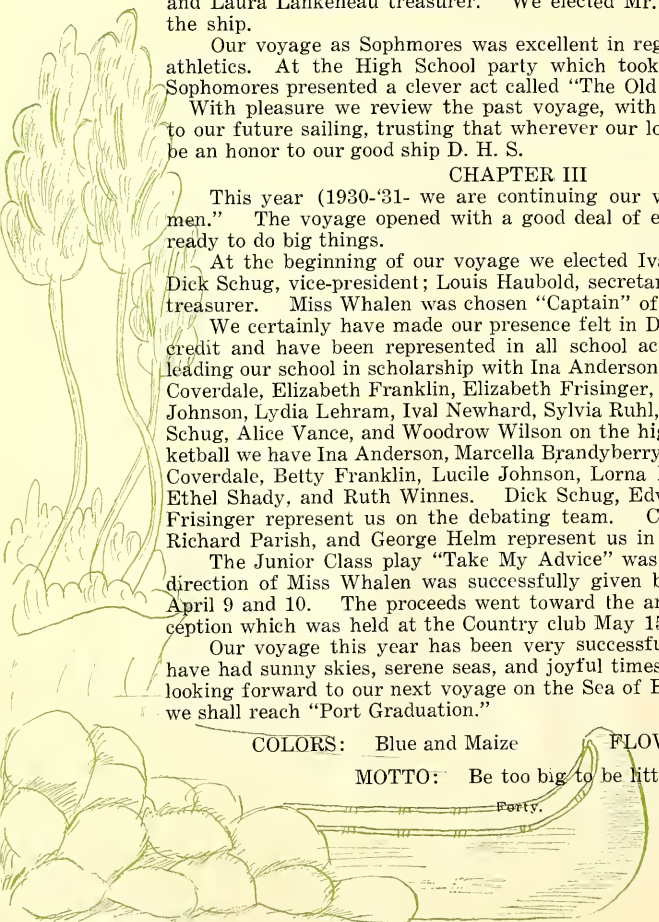 and Laura Lankeneau treasurer. We elected Mr.
the ship.
Our voyage as Sophmores was excellent in reg
athletics. At the High School party which took
Sophomores presented a clever act called “The Old
With pleasure we review the past voyage, with
to our future sailing, trusting that wherever our lo
be an honor to our good ship D. H. S.
CHAPTER III
This year (1930-‘31- we are continuing our v
men.” The voyage opened with a good deal of e
ready to do big things.
At the beginning of our voyage we elected Iva
Dick Schug, vice-president; Louis Haubold, secretar
treasurer. Miss Whalen was chosen “Captain” of
We certainly have made our presence felt in D
credit and have been represented in all school ac
leading our school in scholarship with Ina Anderson
Coverdale, Elizabeth Franklin, Elizabeth Frisinger,
Johnson, Lydia Lehram, Ival Newhard, Sylvia Ruhl,
Schug, Alice Vance, and Woodrow Wilson on the hig
ketball we have Ina Anderson, Marcella Brandyberry
Coverdale, Betty Franklin, Lucile Johnson, Lorna
Ethel Shady, and Ruth Winnes. Dick Schug, Edw
Frisinger represent us on the debating team. C
Richard Parish, and George Helm represent us in
The Junior Class play “Take My Advice” was
direction of Miss Whalen was successfully given b
April 9 and 10. The proceeds went toward the an
ception which was held at the Country club May 15
Our voyage this year has been very successfu
have had sunny skies, serene seas, and joyful times
looking forward to our next voyage on the Sea of E
we shall reach “Port Graduation.”
COLORS: Blue and Maize FLOW
MOTTO: Be too big to be litt
Forty.